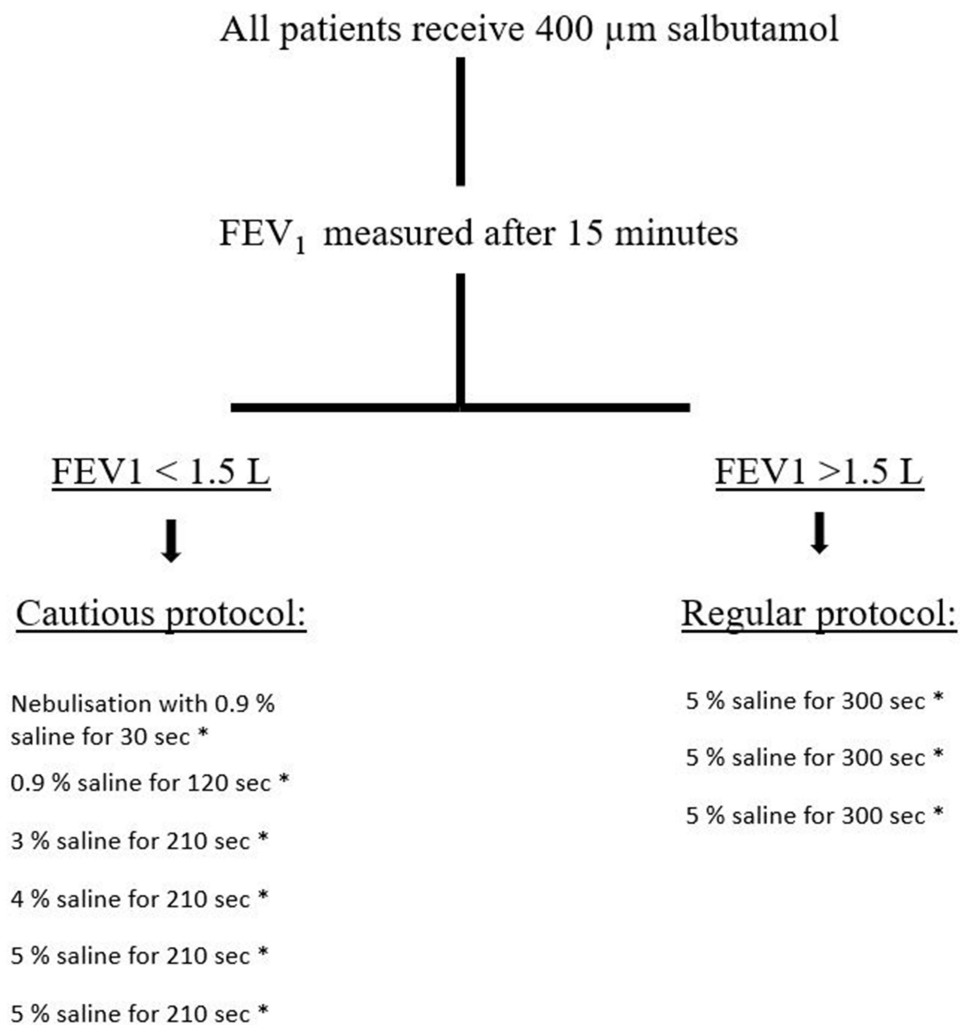 All patients receive 400 µm salbutamol
FEV₁ measured after 15 minutes
FEV1 < 1.5 L
FEV1 >1.5 L
Cautious protocol:
Regular protocol:
Nebulisation with 0.9 %
saline for 30 sec *
0.9 % saline for 120 sec *
3 % saline for 210 sec *
4 % saline for 210 sec *
5 % saline for 210 sec *
5 % saline for 210 sec *
5 % saline for 300 sec *
5 % saline for 300 sec *
5 % saline for 300 sec *